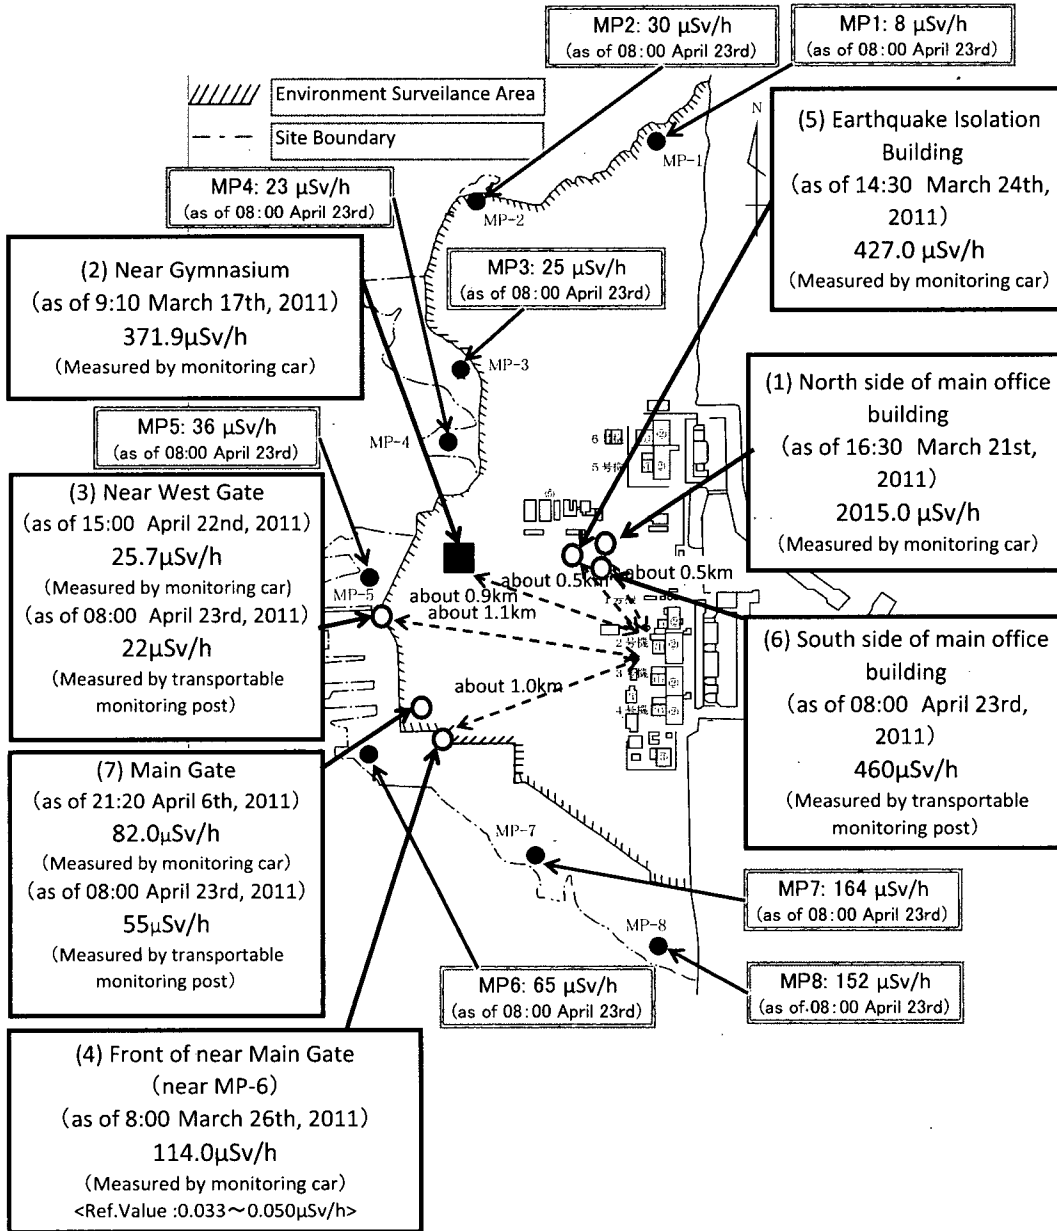 MP2: 30 μSv/h
(as of 08:00 April 23rd)
MP1: 8 μSv/h
(as of 08:00 April 23rd)
Environment Surveilance Area
Site Boundary
N
(5) Earthquake Isolation
Building
(as of 14:30 March 24th,
2011)
427.0 μSv/h
(Measured by monitoring car)
MP-1
MP4: 23 μSv/h
(as of 08:00 April 23rd)
MP-2
(2) Near Gymnasium
(as of 9:10 March 17th, 2011)
371.9μSv/h
(Measured by monitoring car)
MP3: 25 μSv/h
(as of 08:00 April 23rd)
MP-3
(1) North side of main office
building
(as of 16:30 March 21st,
2011)
2015.0 μSv/h
(Measured by monitoring car)
MP5: 36 μSv/h
(as of 08:00 April 23rd)
MP-4
6
5号機
(3) Near West Gate
(as of 15:00 April 22nd, 2011)
25.7μSv/h
(Measured by monitoring car)
(as of 08:00 April 23rd, 2011)
22μSv/h
(Measured by transportable
monitoring post)
MP-5
about 0.5km
about 0.5km
about 0.9km
about 1.1km
2号機
3号機
4号機
about 1.0km
(6) South side of main office
building
(as of 08:00 April 23rd,
2011)
460μSv/h
(Measured by transportable
monitoring post)
(7) Main Gate
(as of 21:20 April 6th, 2011)
82.0μSv/h
(Measured by monitoring car)
(as of 08:00 April 23rd, 2011)
55μSv/h
(Measured by transportable
monitoring post)
MP-7
MP7: 164 μSv/h
(as of 08:00 April 23rd)
MP-8
MP6: 65 μSv/h
(as of 08:00 April 23rd)
MP8: 152 μSv/h
(as of 08:00 April 23rd)
(4) Front of near Main Gate
(near MP-6)
(as of 8:00 March 26th, 2011)
114.0μSv/h
(Measured by monitoring car)
<Ref.Value :0.033～0.050μSv/h>